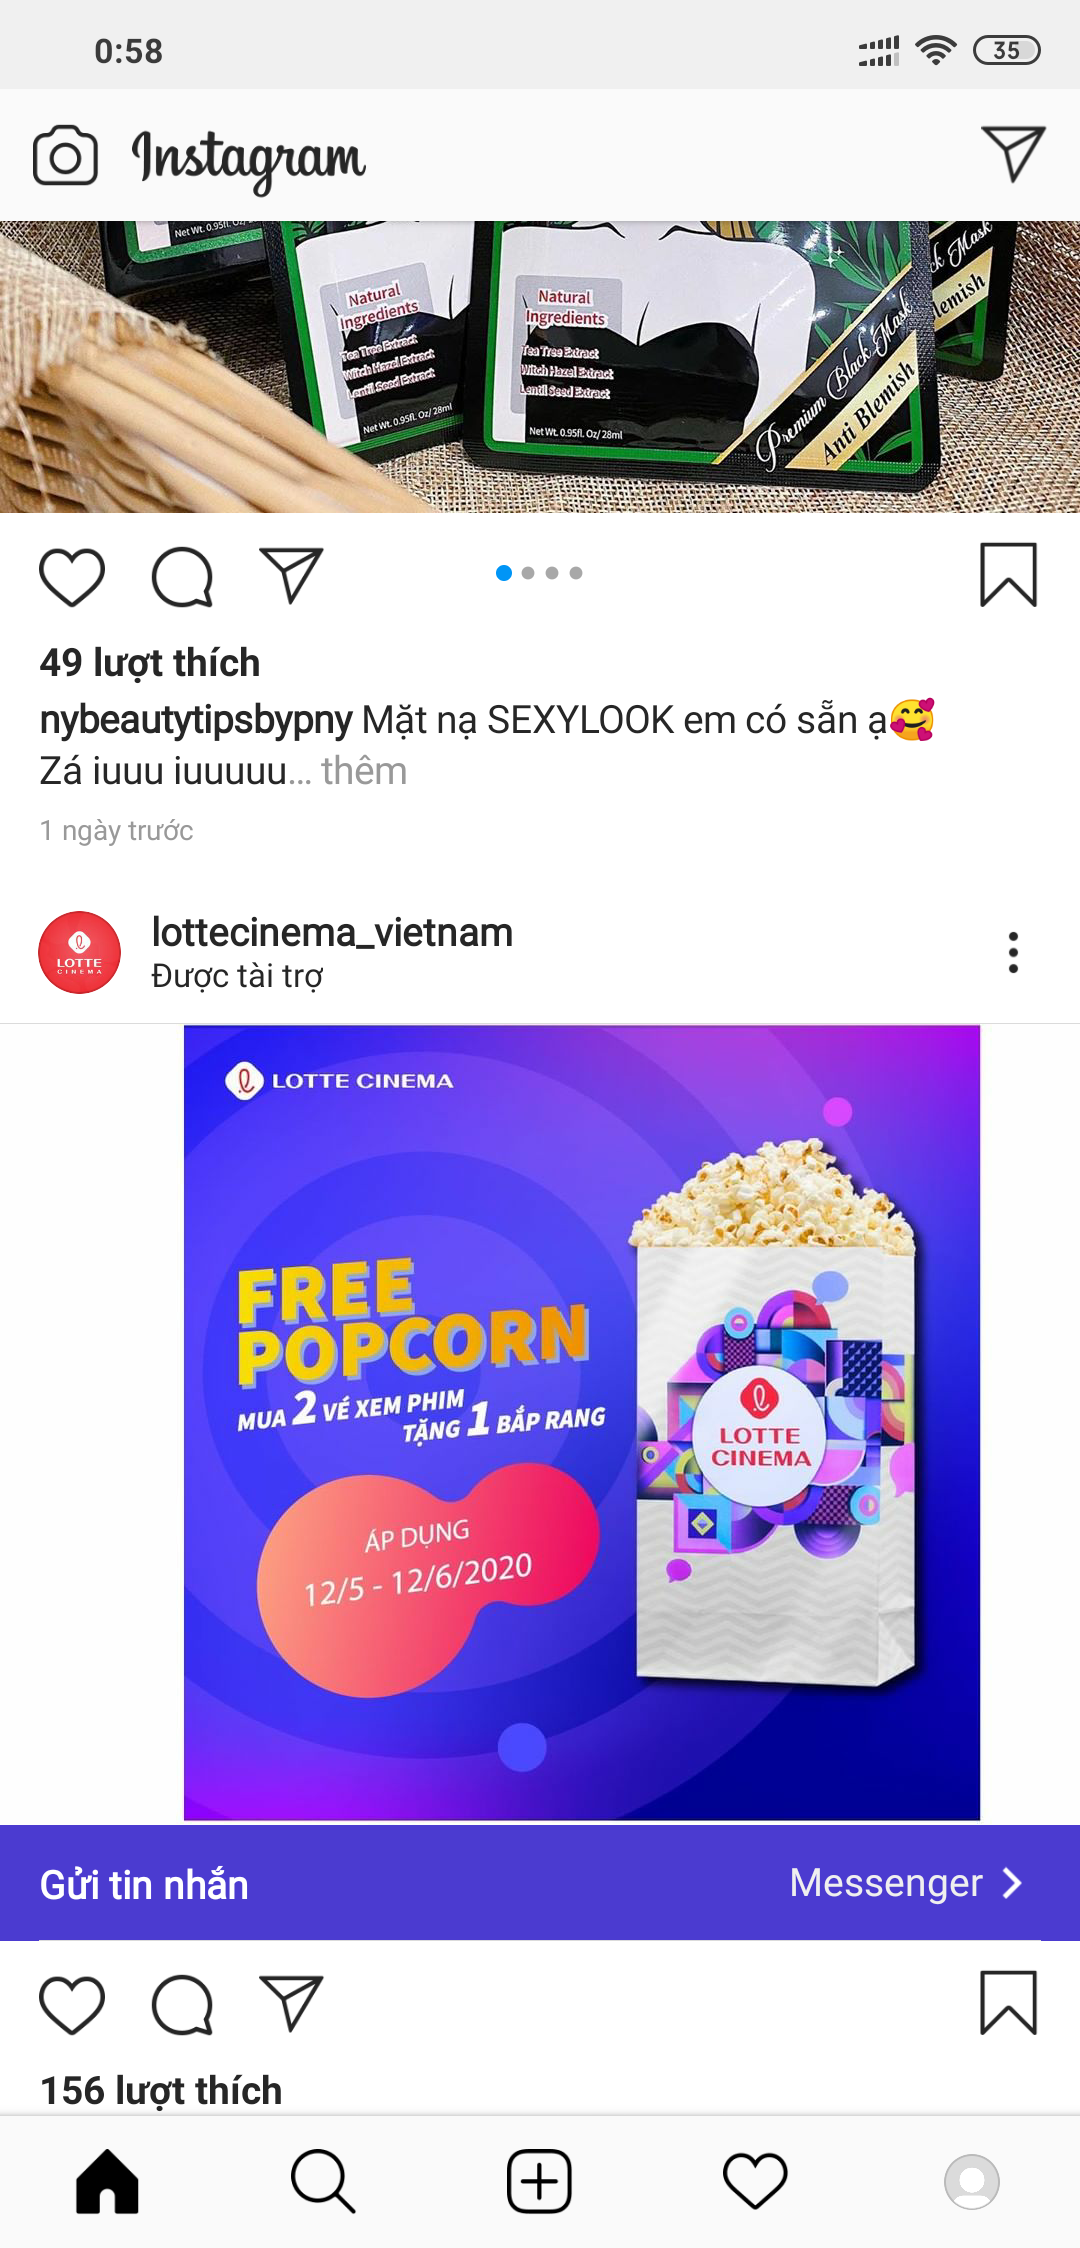 0:58
35
Instagram
Net Wt. 0.95fl. Oz/
Natural
Ingredients
Tea Tree Extract
Witch Hazel Extract
Lentil Seed Extract
Net Wt. 0.95fl. Oz/ 28ml
Natural
Ingredients
Tea Tree Extract
Witch Hazel Extract
Lentil Seed Extract
Net Wt. 0.95fl. Oz/ 28ml
Premium Black Mask
Anti Blemish
ck Mask
lemish
49 lượt thích
nybeautytipsbypny Mặt nạ SEXYLOOK em có sẵn ạ🥰
Zá iuuu iuuuuu... thêm
1 ngày trước
LOTTE
CINEMA
lottecinema_vietnam
Được tài trợ
LOTTE CINEMA
FREE
POPCORN
MUA 2 VÉ XEM PHIM
TẶNG 1 BẮP RANG
ÁP DỤNG
12/5 - 12/6/2020
LOTTE
CINEMA
Gửi tin nhắn
Messenger
156 lượt thích